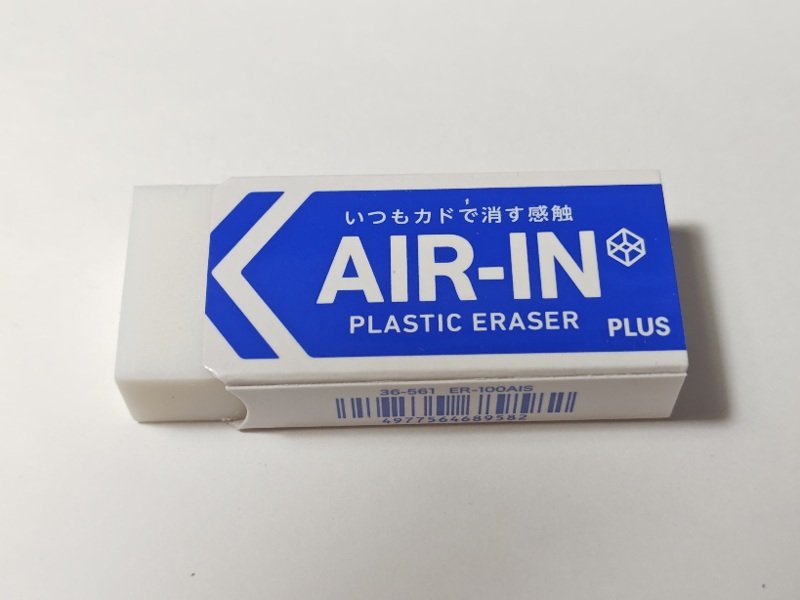 いつもカドで消す感触
AIR-IN
PLASTIC ERASER
PLUS
36-561 ER-100AIS
4977564689582